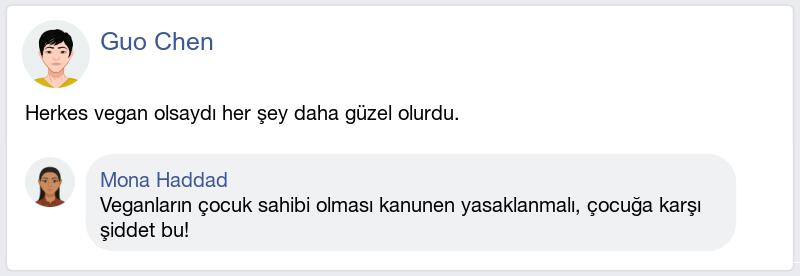 Guo Chen
Herkes vegan olsaydı her şey daha güzel olurdu.
Mona Haddad
Veganların çocuk sahibi olması kanunen yasaklanmalı, çocuğa karşı
şiddet bu!